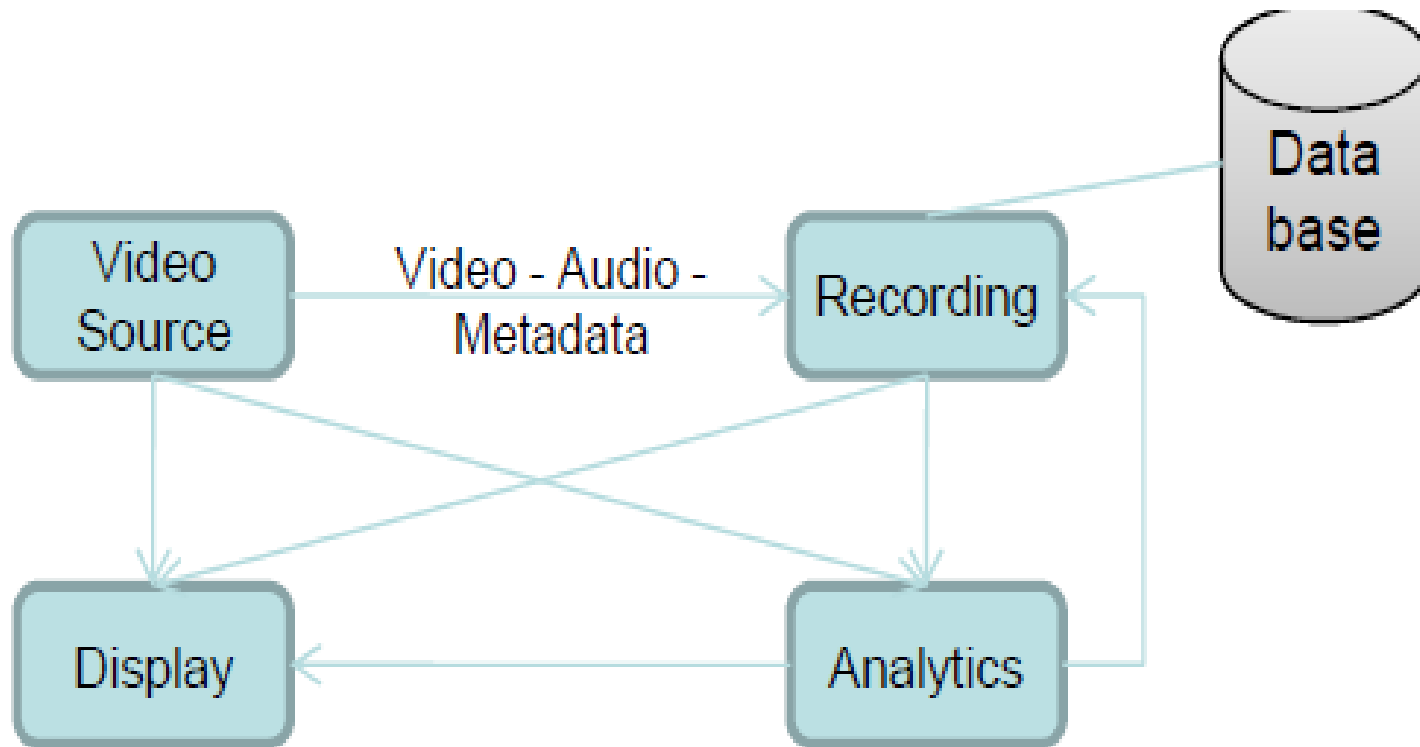 Data
base
Video
Source
Video - Audio -
Metadata
Recording
Display
Analytics